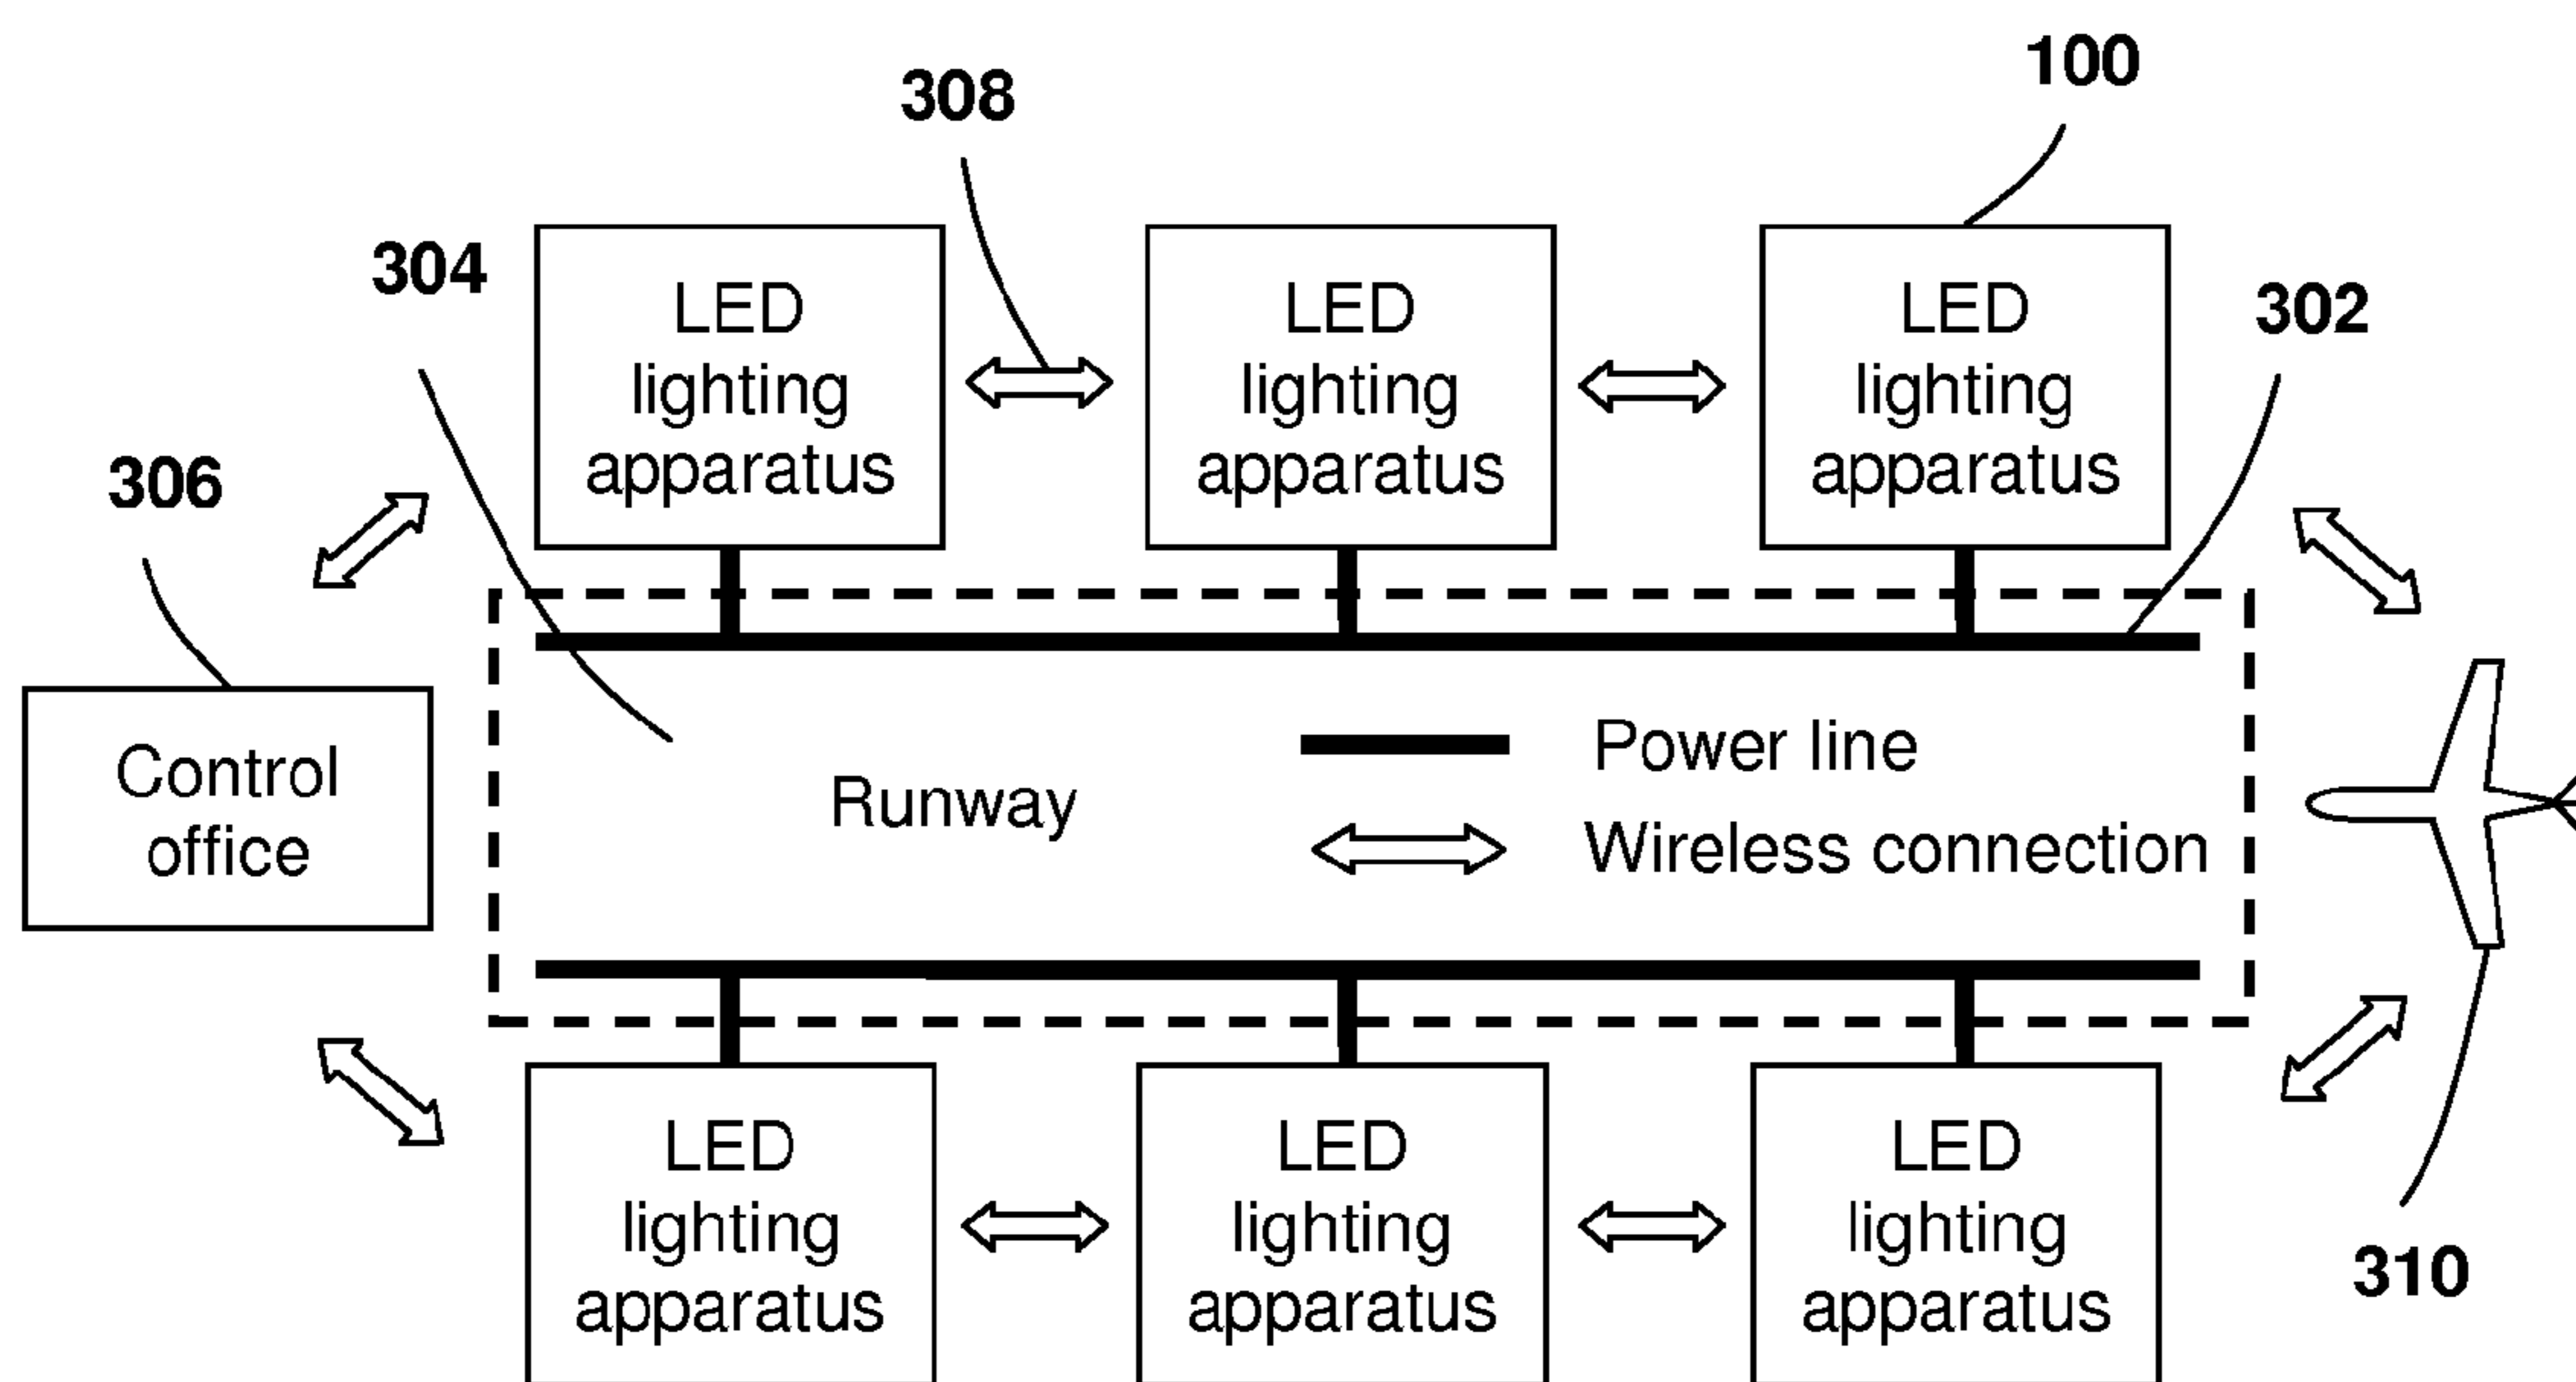 100
308
304
302
306
LED
lighting
apparatus
LED
lighting
apparatus
LED
lighting
apparatus
Control
office
Runway
Power line
Wireless connection
LED
lighting
apparatus
LED
lighting
apparatus
LED
lighting
apparatus
310